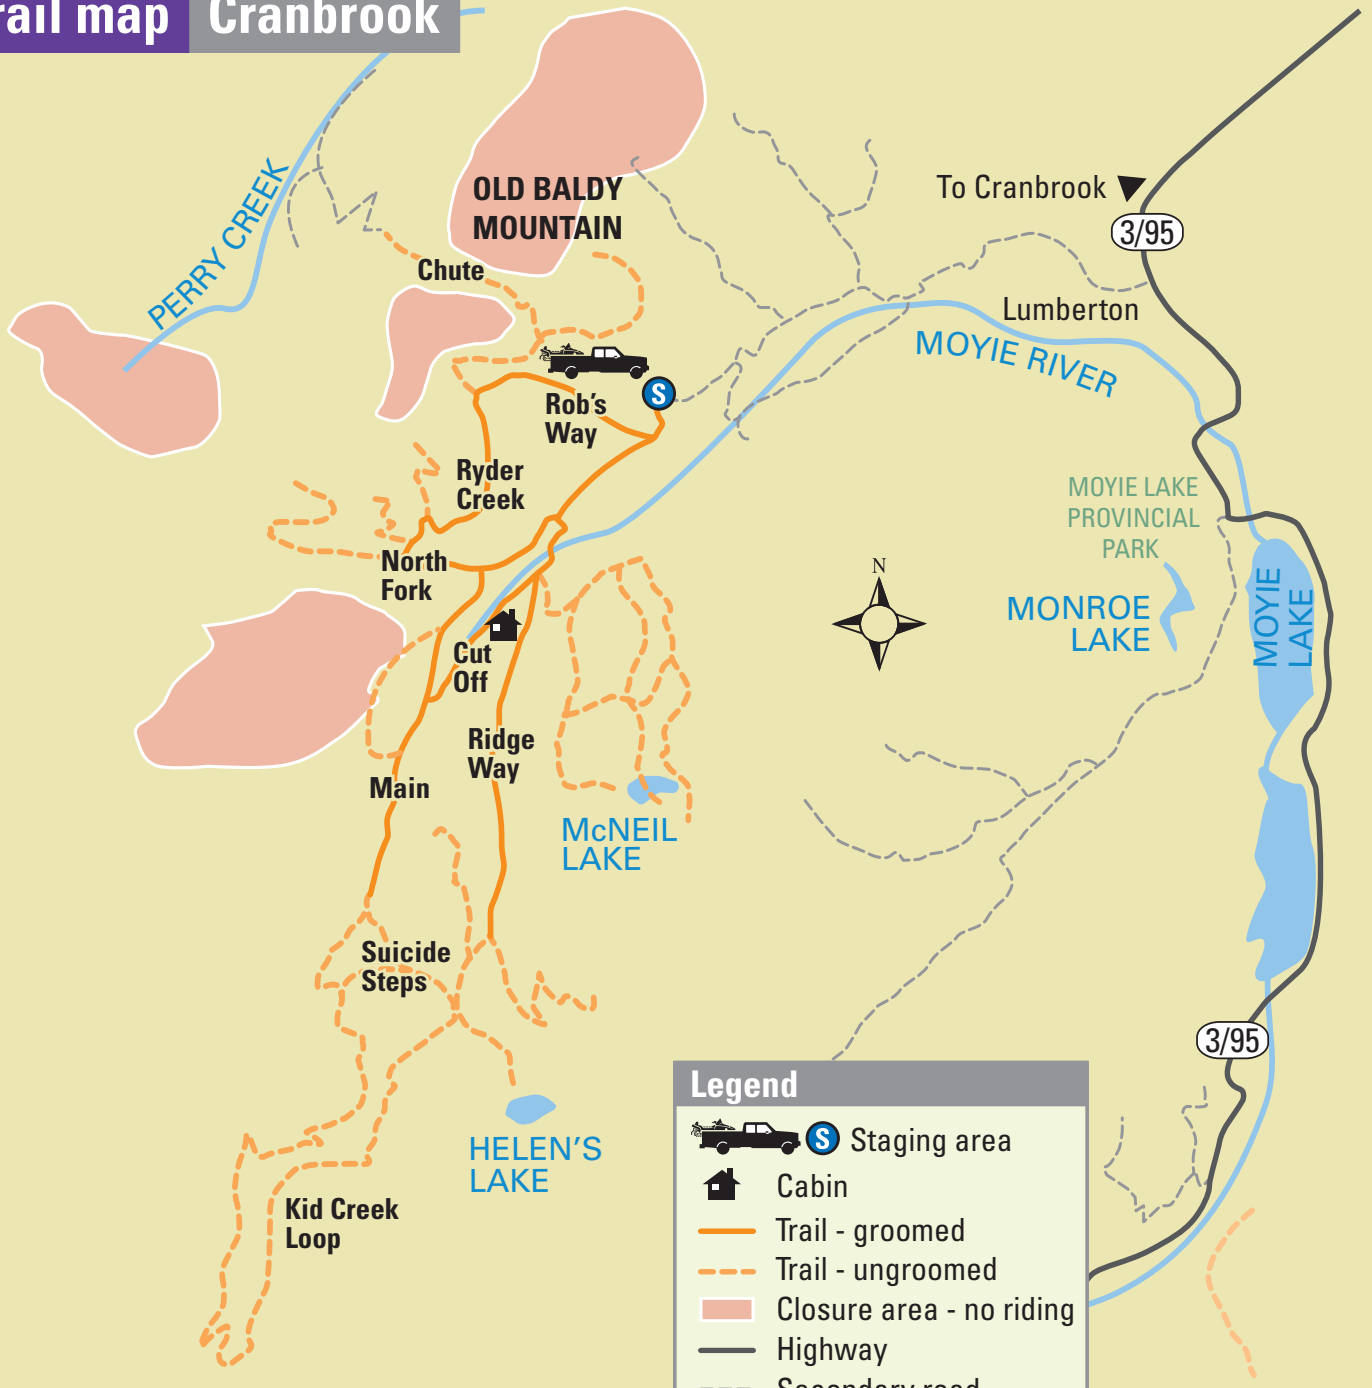 rail map Cranbrook
PERRY CREEK
OLD BALDY
MOUNTAIN
Chute
To Cranbrook
3/95
Lumberton
MOYIE RIVER
S
Rob's
Way
Ryder
Creek
North
Fork
MOYIE LAKE
PROVINCIAL
PARK
N
MONROE
LAKE
MOYIE
LAKE
Cut
Off
Ridge
Way
Main
McNEIL
LAKE
Suicide
Steps
3/95
HELEN'S
LAKE
Kid Creek
Loop
Legend
S Staging area
Cabin
Trail - groomed
Trail - ungroomed
Closure area - no riding
Highway
Secondary road